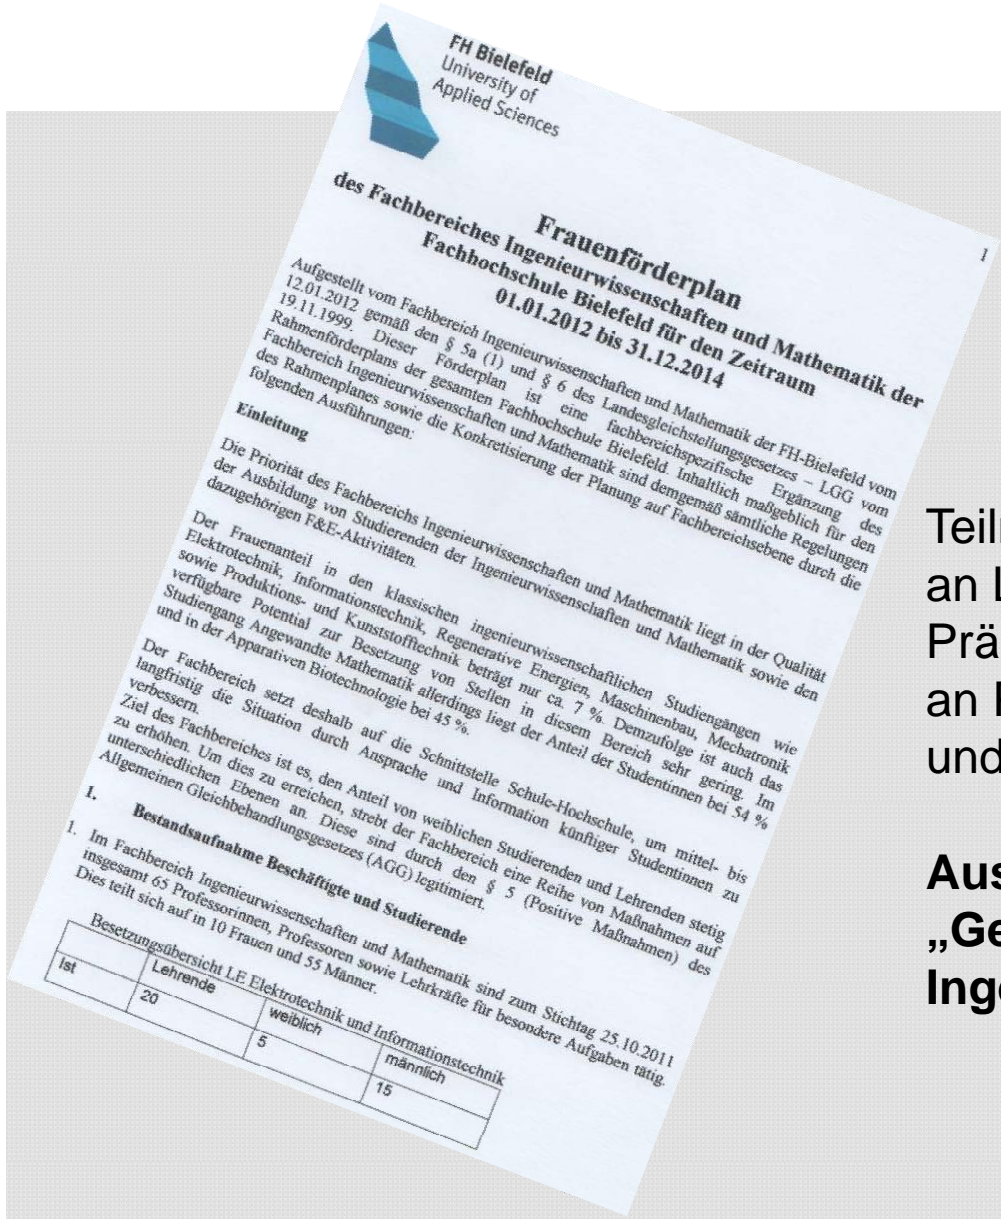 FH Bielefeld
University of
Applied Sciences
1
Frauenförderplan
des Fachbereiches Ingenieurwissenschaften und Mathematik der
Fachhochschule Bielefeld für den Zeitraum
01.01.2012 bis 31.12.2014
Aufgestellt vom Fachbereich Ingenieurwissenschaften und Mathematik der FH-Bielefeld vom
12.01.2012 gemäß den § 5a (1) und § 6 des Landesgleichstellungsgesetzes – LGG vom
19.11.1999. Dieser Förderplan ist eine fachbereichspezifische Ergänzung des
Rahmenförderplans der gesamten Fachhochschule Bielefeld. Inhaltlich maßgeblich für den
Fachbereich Ingenieurwissenschaften und Mathematik sind demgemäß sämtliche Regelungen
des Rahmenplanes sowie die Konkretisierung der Planung auf Fachbereichsebene durch die
folgenden Ausführungen:
Einleitung
Die Priorität des Fachbereichs Ingenieurwissenschaften und Mathematik liegt in der Qualität
der Ausbildung von Studierenden der Ingenieurwissenschaften und Mathematik sowie den
dazugehörigen F&E-Aktivitäten.
Der Frauenanteil in den klassischen ingenieurwissenschaftlichen Studiengängen wie
Elektrotechnik, Informationstechnik, Regenerative Energien, Maschinenbau, Mechatronik
sowie Produktions- und Kunststofftechnik beträgt nur ca. 7 %. Demzufolge ist auch das
verfügbare Potential zur Besetzung von Stellen in diesem Bereich sehr gering. Im
Studiengang Angewandte Mathematik allerdings liegt der Anteil der Studentinnen bei 54 %
und in der Apparativen Biotechnologie bei 45 %.
Der Fachbereich setzt deshalb auf die Schnittstelle Schule-Hochschule, um mittel- bis
langfristig die Situation durch Ansprache und Information künftiger Studentinnen zu
verbessern.
Ziel des Fachbereiches ist es, den Anteil von weiblichen Studierenden und Lehrenden stetig
zu erhöhen. Um dies zu erreichen, strebt der Fachbereich eine Reihe von Maßnahmen auf
unterschiedlichen Ebenen an. Diese sind durch den § 5 (Positive Maßnahmen) des
Allgemeinen Gleichbehandlungsgesetzes (AGG) legitimiert.
1. Bestandsaufnahme Beschäftigte und Studierende
1. Im Fachbereich Ingenieurwissenschaften und Mathematik sind zum Stichtag 25.10.2011
insgesamt 65 Professorinnen, Professoren sowie Lehrkräfte für besondere Aufgaben tätig.
Dies teilt sich auf in 10 Frauen und 55 Männer.
Besetzungsübersicht LE Elektrotechnik und Informationstechnik
Lehrende weiblich männlich
Ist 20 5 15
an
Prä
an
und
Aus
„Ge
Inge